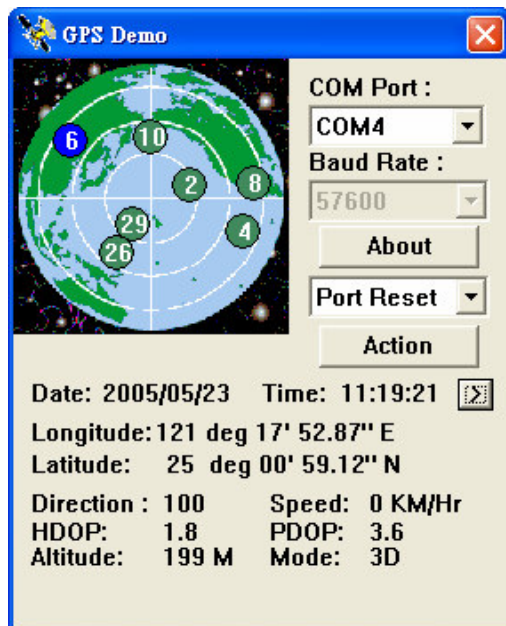 GPS Demo
6
10
2
8
29
4
26
COM Port :
COM4
Baud Rate :
57600
About
Port Reset
Action
Date: 2005/05/23 Time: 11:19:21
Longitude: 121 deg 17' 52.87" E
Latitude: 25 deg 00' 59.12" N
Direction : 100 Speed: 0 KM/Hr
HDOP: 1.8 PDOP: 3.6
Altitude: 199 M Mode: 3D